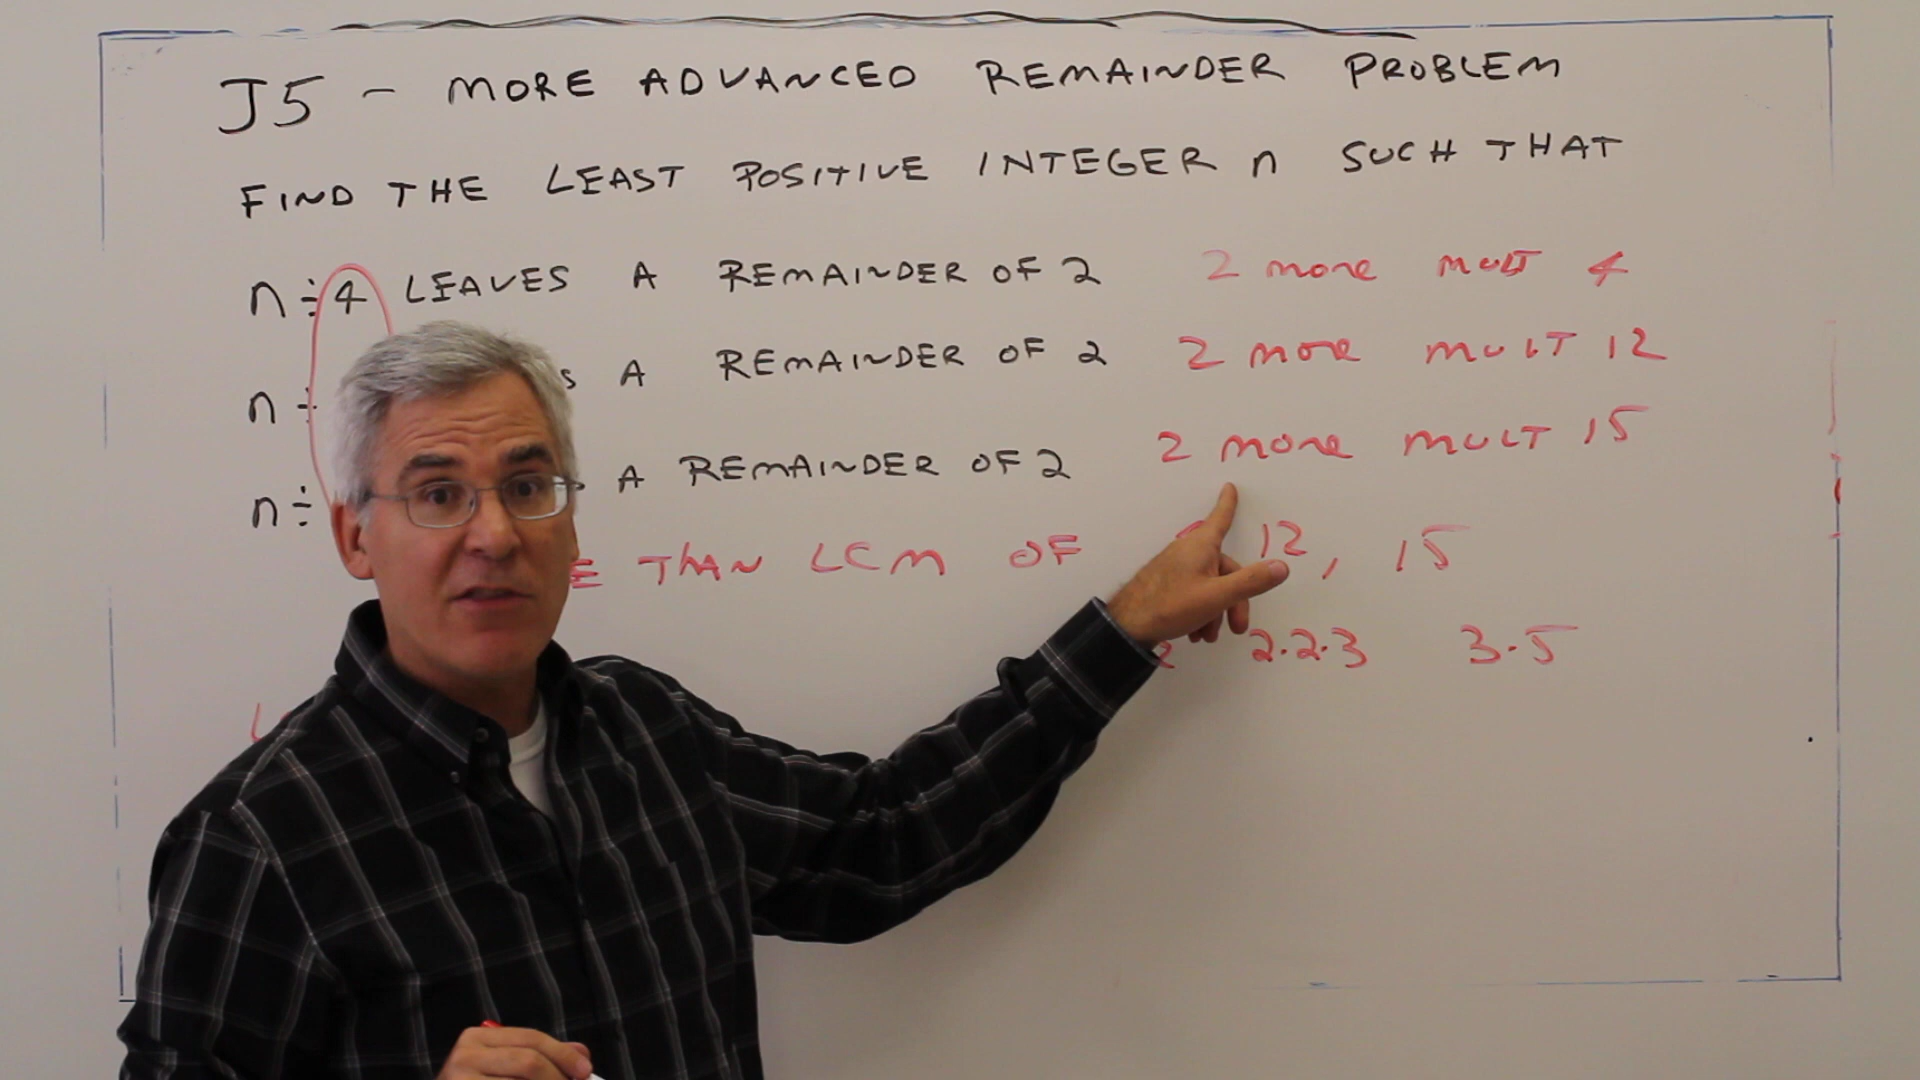 J5 - MORE ADVANCED REMAINDER PROBLEM
FIND THE LEAST POSITIVE INTEGER n SUCH THAT
n÷4 LEAVES A REMAINDER OF 2 2 more mult 4
n÷ S A REMAINDER OF 2 2 more mult 12
n÷ S A REMAINDER OF 2 2 more mult 15
E THAN LCM OF 12, 15
2 2·2·3 3·5
L